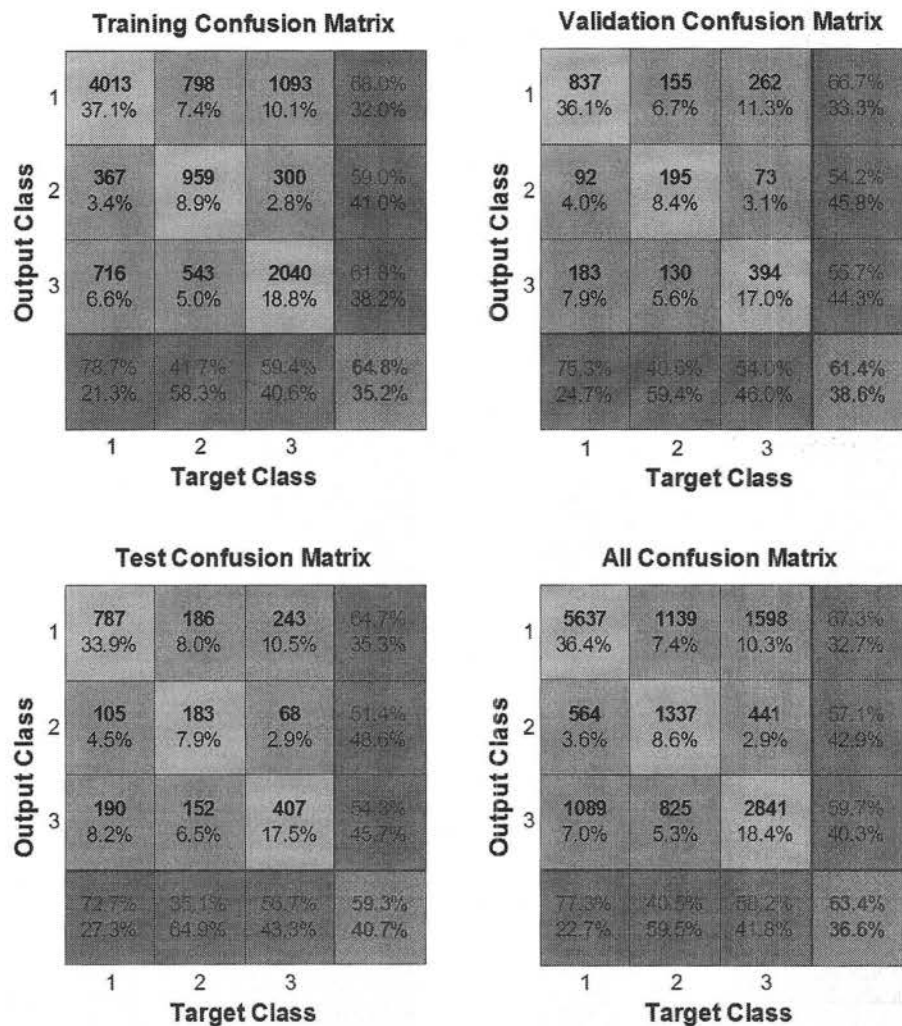 Training Confusion Matrix
Output Class
1
4013 798 1093 68.0%
37.1% 7.4% 10.1% 32.0%
2
367 959 300 59.0%
3.4% 8.9% 2.8% 41.0%
3
716 543 2040 61.8%
6.6% 5.0% 18.8% 38.2%
78.7% 41.7% 59.4% 64.8%
21.3% 58.3% 40.6% 35.2%
1 2 3
Target Class
Validation Confusion Matrix
Output Class
1
837 155 262 66.7%
36.1% 6.7% 11.3% 33.3%
2
92 195 73 54.2%
4.0% 8.4% 3.1% 45.8%
3
183 130 394 55.7%
7.9% 5.6% 17.0% 44.3%
75.3% 40.6% 54.0% 61.4%
24.7% 59.4% 46.0% 38.6%
1 2 3
Target Class
Test Confusion Matrix
Output Class
1
787 186 243 64.7%
33.9% 8.0% 10.5% 35.3%
2
105 183 68 51.4%
4.5% 7.9% 2.9% 48.6%
3
190 152 407 54.3%
8.2% 6.5% 17.5% 45.7%
72.7% 35.1% 56.7% 59.3%
27.3% 64.9% 43.3% 40.7%
1 2 3
Target Class
All Confusion Matrix
Output Class
1
5637 1139 1598 67.3%
36.4% 7.4% 10.3% 32.7%
2
564 1337 441 57.1%
3.6% 8.6% 2.9% 42.9%
3
1089 825 2841 59.7%
7.0% 5.3% 18.4% 40.3%
77.3% 40.5% 58.2% 63.4%
22.7% 59.5% 41.8% 36.6%
1 2 3
Target Class